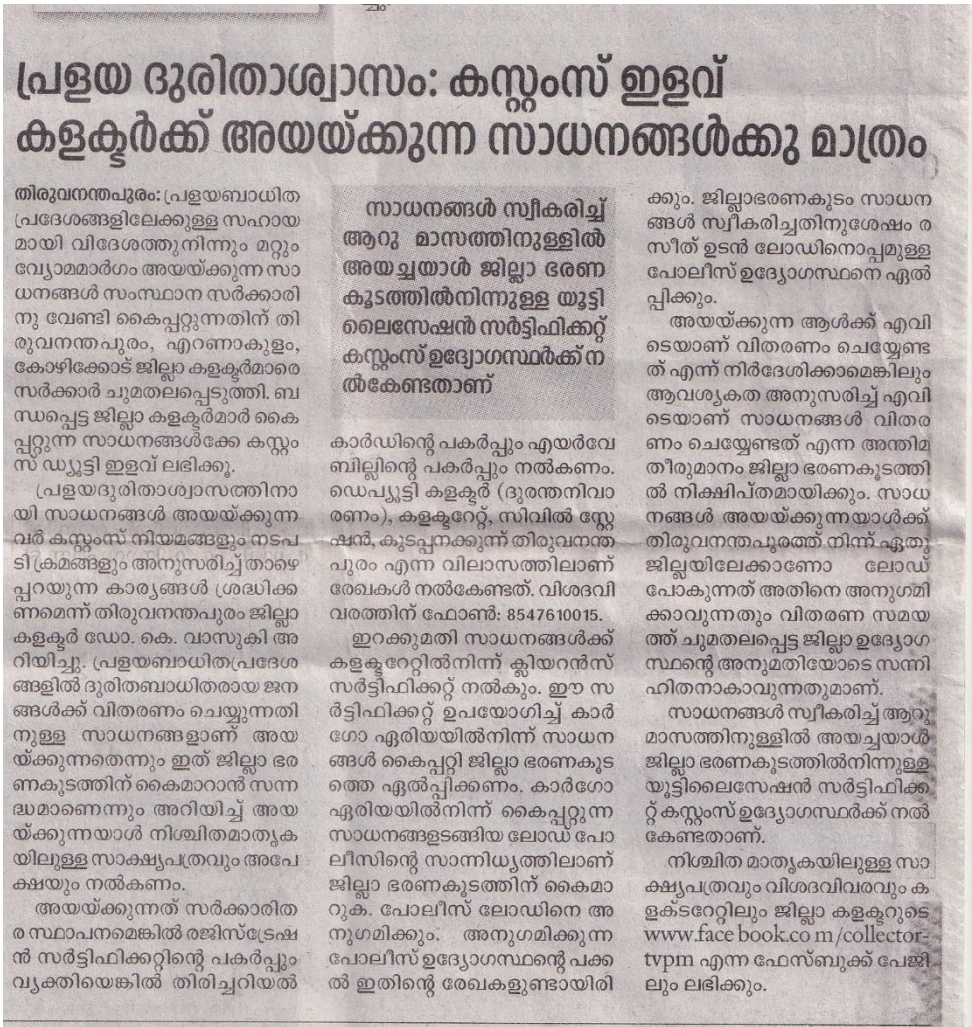 പ്രളയ ദുരിതാശ്വാസം: കസ്റ്റംസ് ഇളവ്
കളക്ടർക്ക് അയയ്ക്കുന്ന സാധനങ്ങൾക്കു മാത്രം
തിരുവനന്തപുരം: പ്രളയബാധിത
പ്രദേശങ്ങളിലേക്കുള്ള സഹായ
മായി വിദേശത്തുനിന്നും മറ്റും
വ്യോമമാർഗം അയയ്ക്കുന്ന സാ
ധനങ്ങൾ സംസ്ഥാന സർക്കാരി
നു വേണ്ടി കൈപ്പറ്റുന്നതിന് തി
രുവനന്തപുരം, എറണാകുളം,
കോഴിക്കോട് ജില്ലാ കളക്ടർമാരെ
സർക്കാർ ചുമതലപ്പെടുത്തി. ബ
ന്ധപ്പെട്ട ജില്ലാ കളക്ടർമാർ കൈ
പ്പറ്റുന്ന സാധനങ്ങൾക്കേ കസ്റ്റം
സ് ഡ്യൂട്ടി ഇളവ് ലഭിക്കൂ.
പ്രളയദുരിതാശ്വാസത്തിനാ
യി സാധനങ്ങൾ അയയ്ക്കുന്ന
വർ കസ്റ്റംസ് നിയമങ്ങളും നടപ
ടിക്രമങ്ങളും അനുസരിച്ച് താഴെ
പ്പറയുന്ന കാര്യങ്ങൾ ശ്രദ്ധിക്ക
ണമെന്ന് തിരുവനന്തപുരം ജില്ലാ
കളക്ടർ ഡോ. കെ. വാസുകി അ
റിയിച്ചു. പ്രളയബാധിതപ്രദേശ
ങ്ങളിൽ ദുരിതബാധിതരായ ജന
ങ്ങൾക്ക് വിതരണം ചെയ്യുന്നതി
നുള്ള സാധനങ്ങളാണ് അയ
യ്ക്കുന്നതെന്നും ഇത് ജില്ലാ ഭര
ണകൂടത്തിന് കൈമാറാൻ സന്ന
ദ്ധമാണെന്നും അറിയിച്ച് അയ
യ്ക്കുന്നയാൾ നിശ്ചിതമാതൃക
യിലുള്ള സാക്ഷ്യപത്രവും അപേ
ക്ഷയും നൽകണം.
അയയ്ക്കുന്നത് സർക്കാരിത
ര സ്ഥാപനമെങ്കിൽ രജിസ്ട്രേഷ
ൻ സർട്ടിഫിക്കറ്റിന്റെ പകർപ്പും
വ്യക്തിയെങ്കിൽ തിരിച്ചറിയൽ
സാധനങ്ങൾ സ്വീകരിച്ച്
ആറു മാസത്തിനുള്ളിൽ
അയച്ചയാൾ ജില്ലാ ഭരണ
കൂടത്തിൽനിന്നുള്ള യൂട്ടി
ലൈസേഷൻ സർട്ടിഫിക്കറ്റ്
കസ്റ്റംസ് ഉദ്യോഗസ്ഥർക്ക് ന
ൽകേണ്ടതാണ്
കാർഡിന്റെ പകർപ്പും എയർവേ
ബില്ലിന്റെ പകർപ്പും നൽകണം.
ഡെപ്യൂട്ടി കളക്ടർ (ദുരന്തനിവാ
രണം), കളക്ടറേറ്റ്, സിവിൽ സ്റ്റേ
ഷൻ, കുടപ്പനക്കുന്ന് തിരുവനന്ത
പുരം എന്ന വിലാസത്തിലാണ്
രേഖകൾ നൽകേണ്ടത്. വിശദവി
വരത്തിന് ഫോൺ: 8547610015.
ഇറക്കുമതി സാധനങ്ങൾക്ക്
കളക്ടറേറ്റിൽനിന്ന് ക്ലിയറൻസ്
സർട്ടിഫിക്കറ്റ് നൽകും. ഈ സ
ർട്ടിഫിക്കറ്റ് ഉപയോഗിച്ച് കാർ
ഗോ ഏരിയയിൽനിന്ന് സാധന
ങ്ങൾ കൈപ്പറ്റി ജില്ലാ ഭരണകൂട
ത്തെ ഏൽപ്പിക്കണം. കാർഗോ
ഏരിയയിൽനിന്ന് കൈപ്പറ്റുന്ന
സാധനങ്ങളടങ്ങിയ ലോഡ് പോ
ലീസിന്റെ സാന്നിധ്യത്തിലാണ്
ജില്ലാ ഭരണകൂടത്തിന് കൈമാ
റുക. പോലീസ് ലോഡിനെ അ
നുഗമിക്കും. അനുഗമിക്കുന്ന
പോലീസ് ഉദ്യോഗസ്ഥന്റെ പക്ക
ൽ ഇതിന്റെ രേഖകളുണ്ടായിരി
ക്കും. ജില്ലാഭരണകൂടം സാധന
ങ്ങൾ സ്വീകരിച്ചതിനുശേഷം ര
സീത് ഉടൻ ലോഡിനൊപ്പമുള്ള
പോലീസ് ഉദ്യോഗസ്ഥനെ ഏൽ
പ്പിക്കും.
അയയ്ക്കുന്ന ആൾക്ക് എവി
ടെയാണ് വിതരണം ചെയ്യേണ്ട
ത് എന്ന് നിർദേശിക്കാമെങ്കിലും
ആവശ്യകത അനുസരിച്ച് എവി
ടെയാണ് സാധനങ്ങൾ വിതര
ണം ചെയ്യേണ്ടത് എന്ന അന്തിമ
തീരുമാനം ജില്ലാ ഭരണകൂടത്തി
ൽ നിക്ഷിപ്തമായിക്കും. സാധ
നങ്ങൾ അയയ്ക്കുന്നയാൾക്ക്
തിരുവനന്തപുരത്ത് നിന്ന് ഏതു
ജില്ലയിലേക്കാണോ ലോഡ്
പോകുന്നത് അതിനെ അനുഗമി
ക്കാവുന്നതും വിതരണ സമയ
ത്ത് ചുമതലപ്പെട്ട ജില്ലാ ഉദ്യോഗ
സ്ഥന്റെ അനുമതിയോടെ സന്നി
ഹിതനാകാവുന്നതുമാണ്.
സാധനങ്ങൾ സ്വീകരിച്ച് ആറു
മാസത്തിനുള്ളിൽ അയച്ചയാൾ
ജില്ലാ ഭരണകൂടത്തിൽനിന്നുള്ള
യൂട്ടിലൈസേഷൻ സർട്ടിഫിക്ക
റ്റ് കസ്റ്റംസ് ഉദ്യോഗസ്ഥർക്ക് നൽ
കേണ്ടതാണ്.
നിശ്ചിത മാതൃകയിലുള്ള സാ
ക്ഷ്യപത്രവും വിശദവിവരവും ക
ളക്ടറേറ്റിലും ജില്ലാ കളക്ടറുടെ
www.face book.co m/collector-
tvpm എന്ന ഫേസ്ബുക്ക് പേജി
ലും ലഭിക്കും.